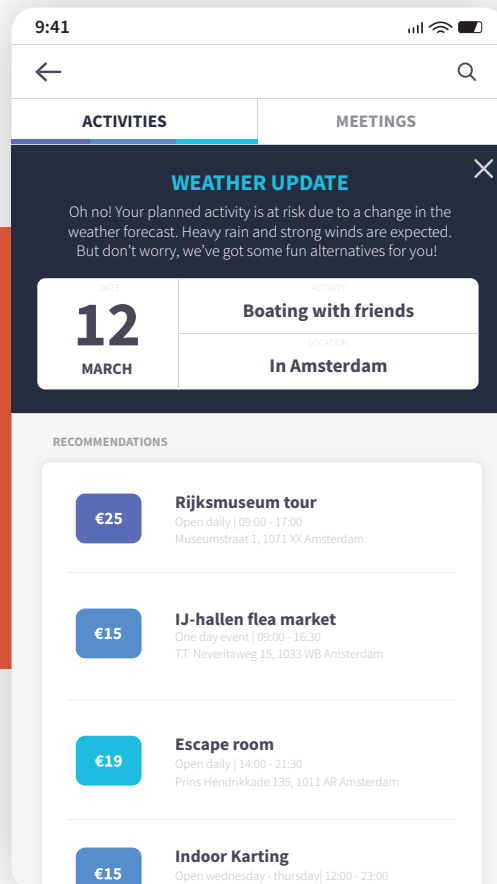 9:41
ACTIVITIES
MEETINGS
WEATHER UPDATE
Oh no! Your planned activity is at risk due to a change in the
weather forecast. Heavy rain and strong winds are expected.
But don’t worry, we’ve got some fun alternatives for you!
DATE
12
MARCH
ACTIVITY
Boating with friends
LOCATION
In Amsterdam
RECOMMENDATIONS
€25
Rijksmuseum tour
Open daily | 09:00 - 17:00
Museumstraat 1, 1071 XX Amsterdam
€15
IJ-hallen flea market
One day event | 09:00 - 16:30
T.T. Neveritaweg 15, 1033 WB Amsterdam
€19
Escape room
Open daily | 14:00 - 21:30
Prins Hendrikkade 135, 1011 AR Amsterdam
€15
Indoor Karting
Open wednesday - thursday| 12:00 - 23:00